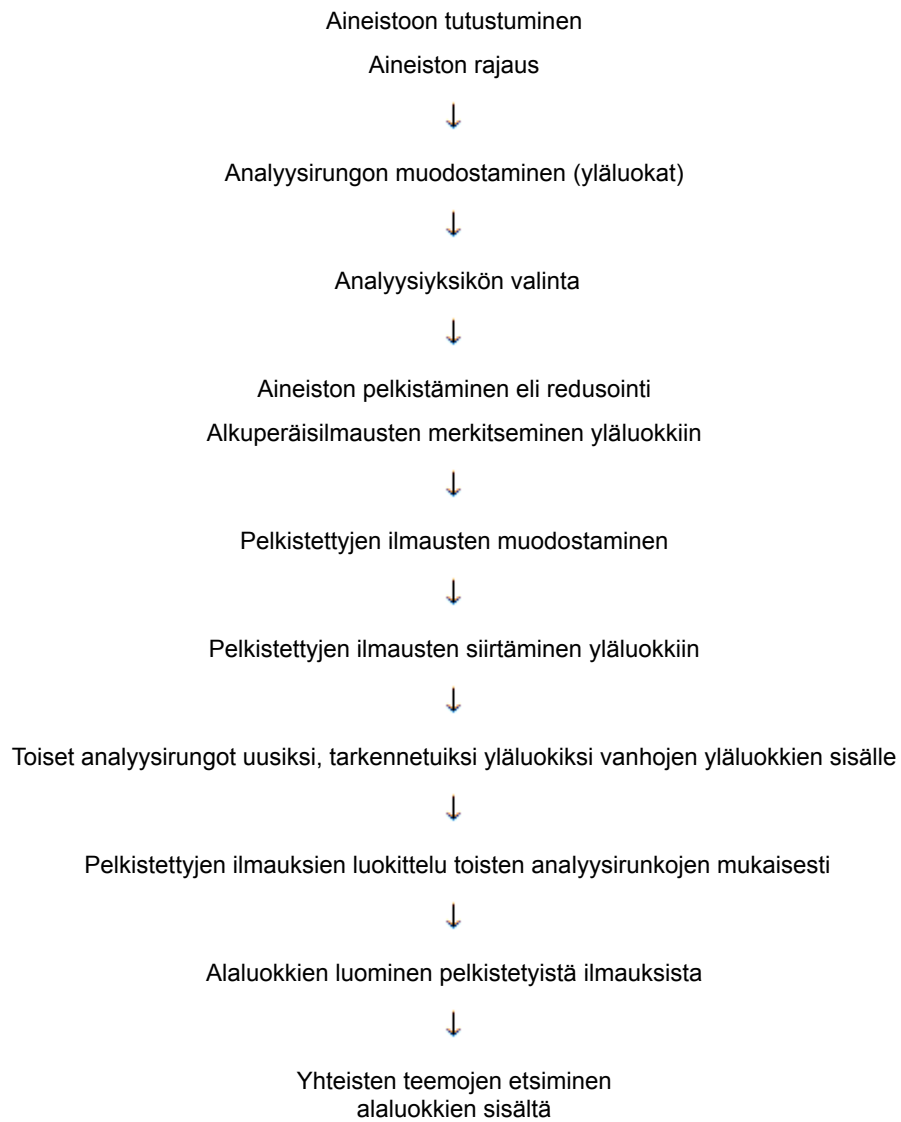 Aineistoon tutustuminen
Aineiston rajaus
↓
Analyysirungon muodostaminen (yläluokat)
↓
Analyysiyksikön valinta
↓
Aineiston pelkistäminen eli redusointi
Alkuperäisilmausten merkitseminen yläluokkiin
↓
Pelkistettyjen ilmausten muodostaminen
↓
Pelkistettyjen ilmausten siirtäminen yläluokkiin
↓
Toiset analyysirungot uusiksi, tarkennetuiksi yläluokiksi vanhojen yläluokkien sisälle
↓
Pelkistettyjen ilmauksien luokittelu toisten analyysirunkojen mukaisesti
↓
Alaluokkien luominen pelkistetyistä ilmauksista
↓
Yhteisten teemojen etsiminen
alaluokkien sisältä